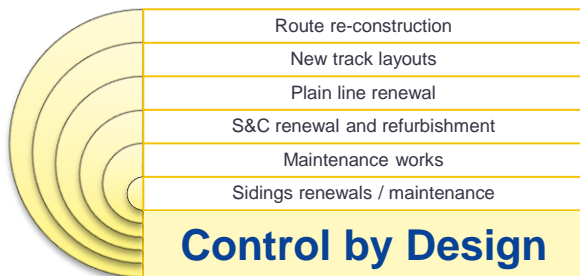 Route re-construction
New track layouts
Plain line renewal
S&C renewal and refurbishment
Maintenance works
Sidings renewals / maintenance
Control by Design